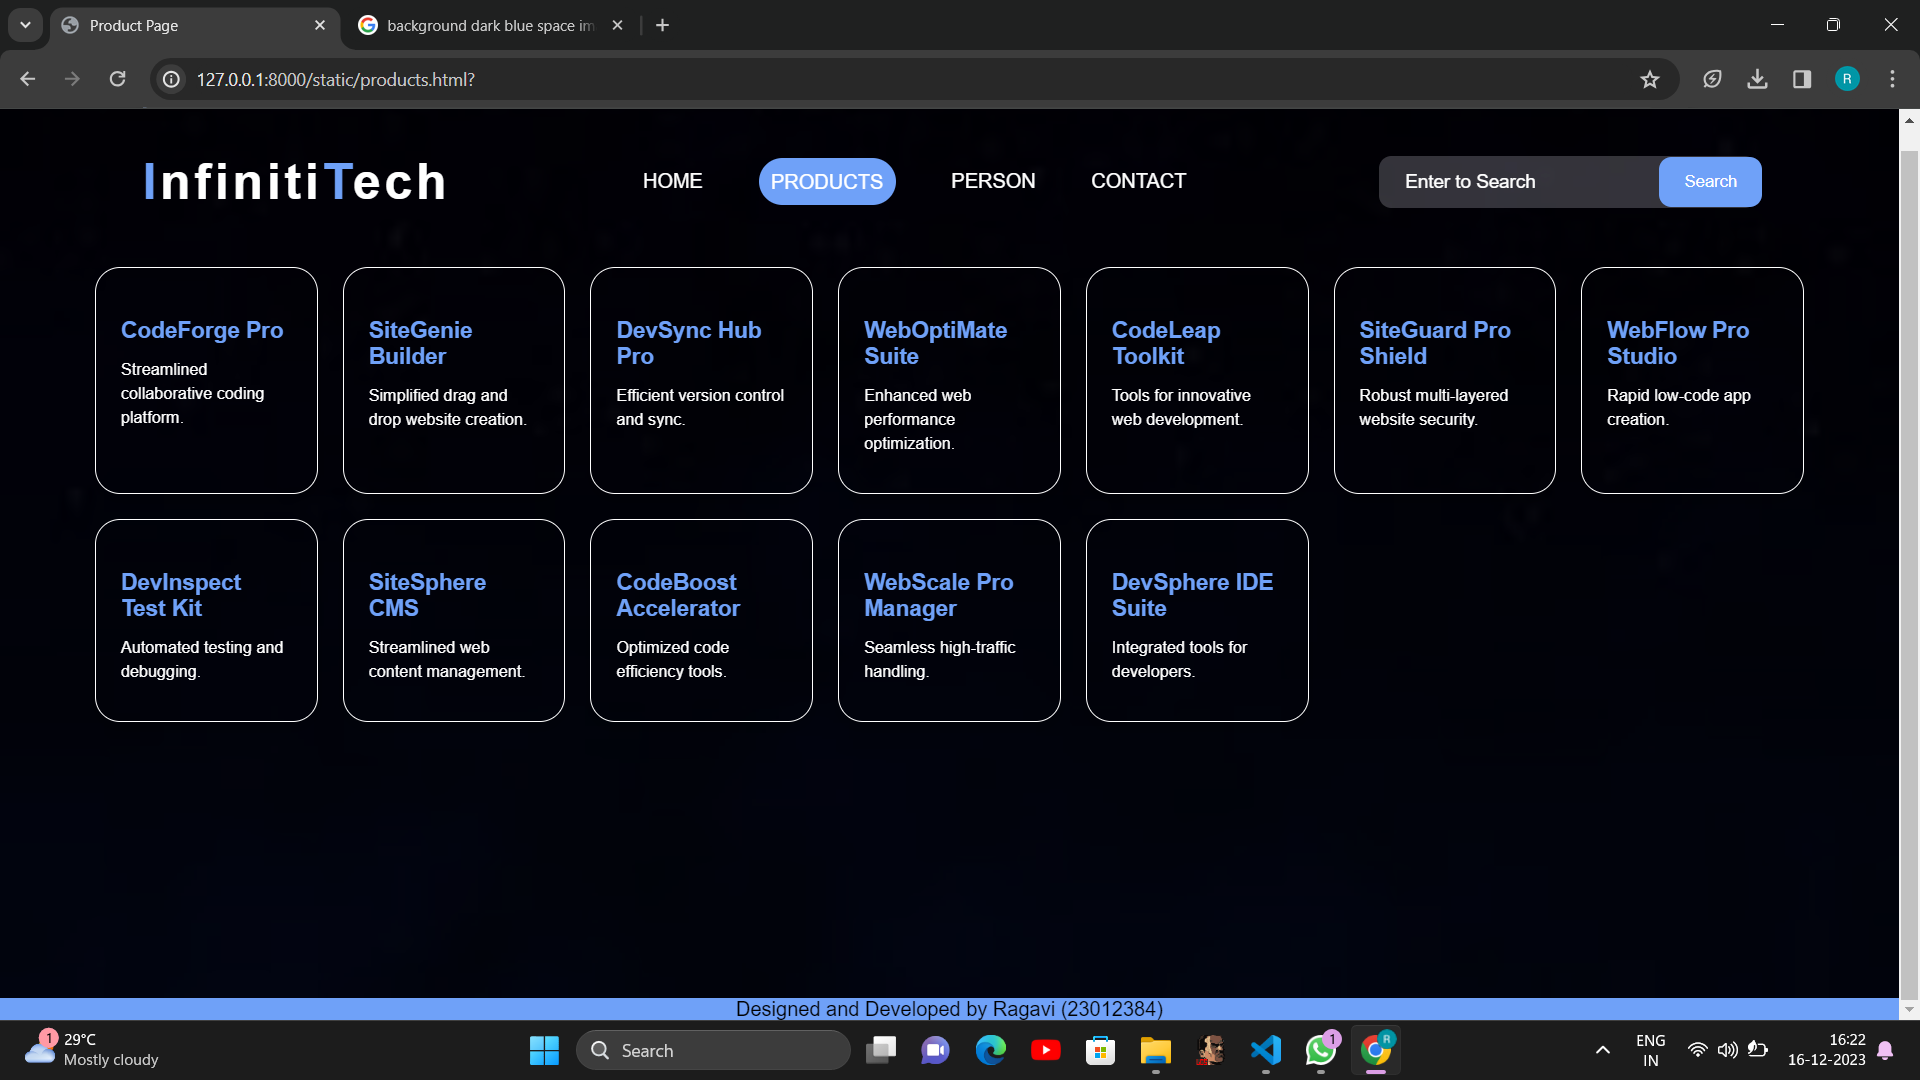 Product Page
background dark blue space im
127.0.0.1:8000/static/products.html?
R
InfinitiTech
HOME
PRODUCTS
PERSON
CONTACT
Enter to Search
Search
CodeForge Pro
Streamlined
collaborative coding
platform.
SiteGenie
Builder
Simplified drag and
drop website creation.
DevSync Hub
Pro
Efficient version control
and sync.
WebOptiMate
Suite
Enhanced web
performance
optimization.
CodeLeap
Toolkit
Tools for innovative
web development.
SiteGuard Pro
Shield
Robust multi-layered
website security.
WebFlow Pro
Studio
Rapid low-code app
creation.
DevInspect
Test Kit
Automated testing and
debugging.
SiteSphere
CMS
Streamlined web
content management.
CodeBoost
Accelerator
Optimized code
efficiency tools.
WebScale Pro
Manager
Seamless high-traffic
handling.
DevSphere IDE
Suite
Integrated tools for
developers.
Designed and Developed by Ragavi (23012384)
1
29°C
Mostly cloudy
Search
1
R
ENG
IN
16:22
16-12-2023